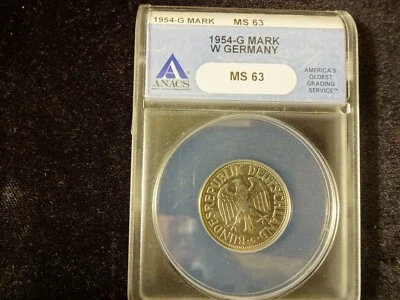 1954-G MARK MS 63
1954-G MARK
W GERMANY
ANACS
MS 63
AMERICA'S
OLDEST
GRADING
SERVICE™
BUNDESREPUBLIK DEUTSCHLAND
G